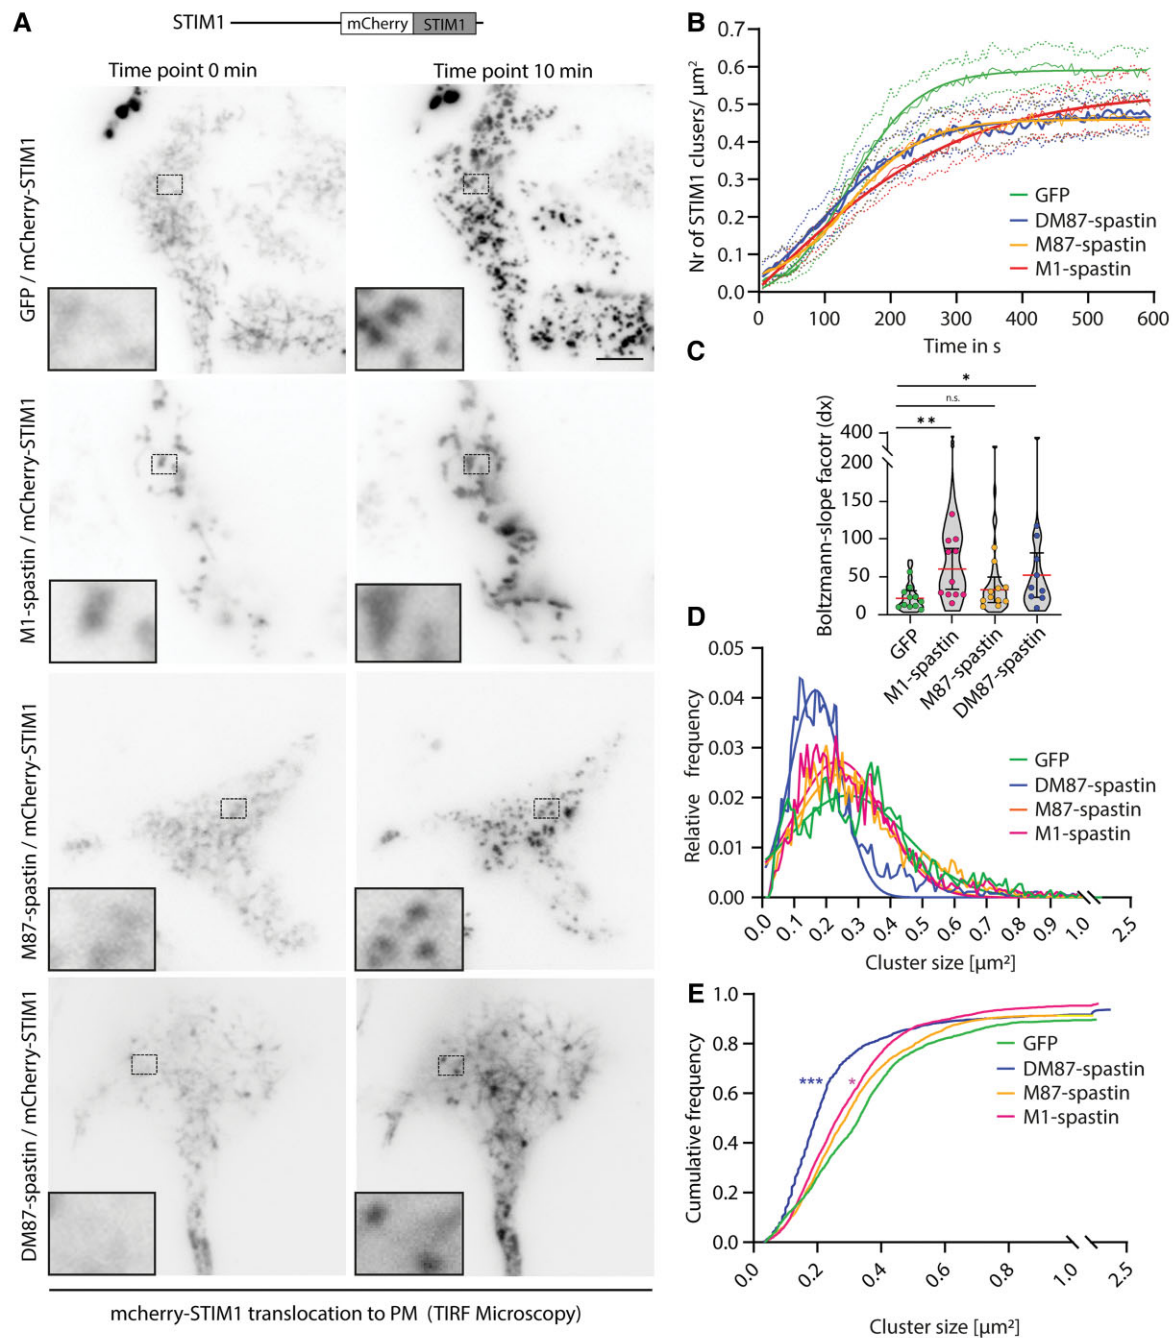 A
STIM1
mCherry
STIM1
Time point 0 min
Time point 10 min
GFP / mCherry-STIM1
M1-spastin / mCherry-STIM1
M87-spastin / mCherry-STIM1
DM87-spastin / mCherry-STIM1
mcherry-STIM1 translocation to PM (TIRF Microscopy)
B
Nr of STIM1 clusers/ µm²
0.7
0.6
0.5
0.4
0.3
0.2
0.1
0.0
GFP
DM87-spastin
M87-spastin
M1-spastin
0 100 200 300 400 500 600
Time in s
C
Boltzmann-slope facotr (dx)
400
200
150
100
50
0
*
n.s.
**
GFP
M1-spastin
M87-spastin
DM87-spastin
D
Relative frequency
0.05
0.04
0.03
0.02
0.01
0.00
GFP
DM87-spastin
M87-spastin
M1-spastin
0.0 0.1 0.2 0.3 0.4 0.5 0.6 0.7 0.8 0.9 1.0 2.5
Cluster size [µm²]
E
Cumulative frequency
1.0
0.8
0.6
0.4
0.2
0.0
GFP
DM87-spastin
M87-spastin
M1-spastin
***
*
0.0 0.2 0.4 0.6 0.8 1.0 2.5
Cluster size [µm²]